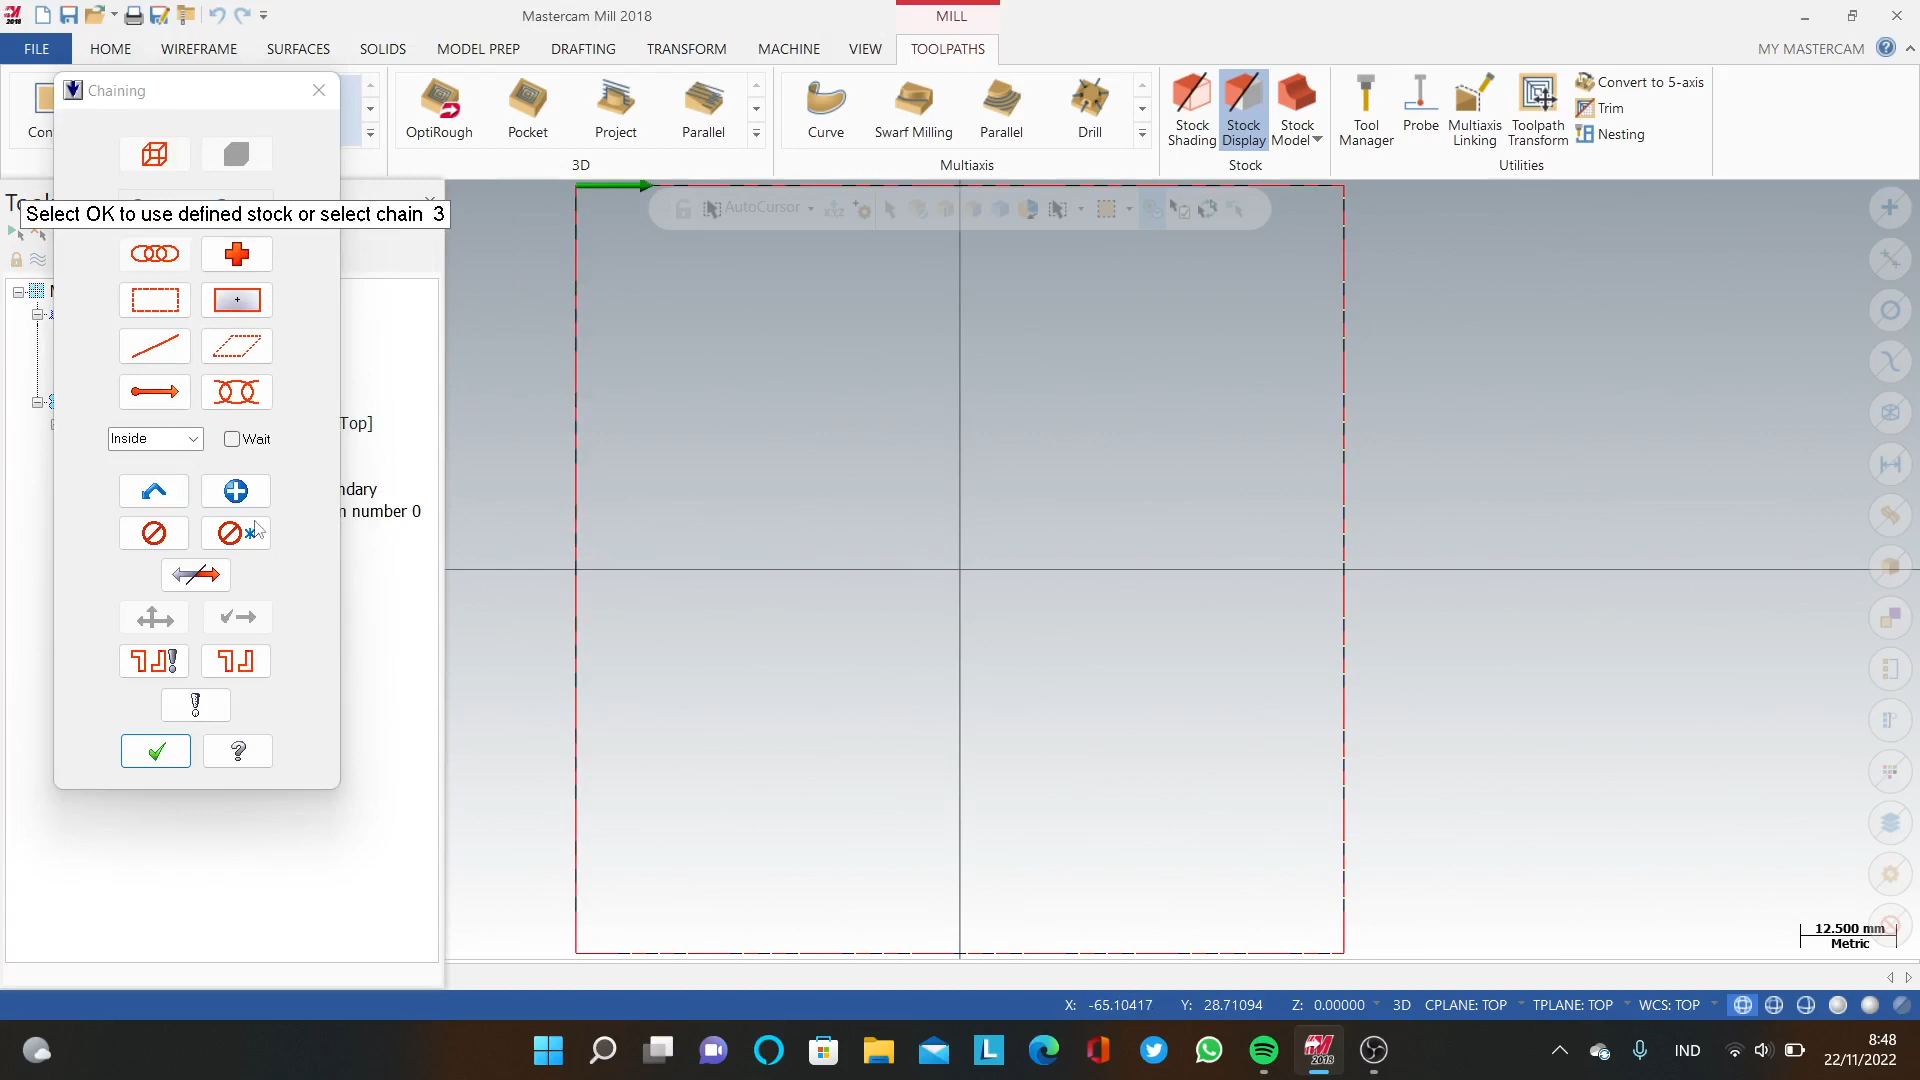 Mastercam Mill 2018
MILL
FILE HOME WIREFRAME SURFACES SOLIDS MODEL PREP DRAFTING TRANSFORM MACHINE VIEW TOOLPATHS MY MASTERCAM
Chaining
Con
OptiRough Pocket Project Parallel
3D
Curve Swarf Milling Parallel Drill
Multiaxis
Stock Shading
Stock Display
Stock Model
Stock
Tool Manager
Probe
Multiaxis Linking
Toolpath Transform
Convert to 5-axis
Trim
Nesting
Utilities
Select OK to use defined stock or select chain 3
AutoCursor
Inside
Wait
Top]
ndary
n number 0
12.500 mm
Metric
X: -65.10417 Y: 28.71094 Z: 0.00000 3D CPLANE: TOP TPLANE: TOP WCS: TOP
IND
8:48
22/11/2022